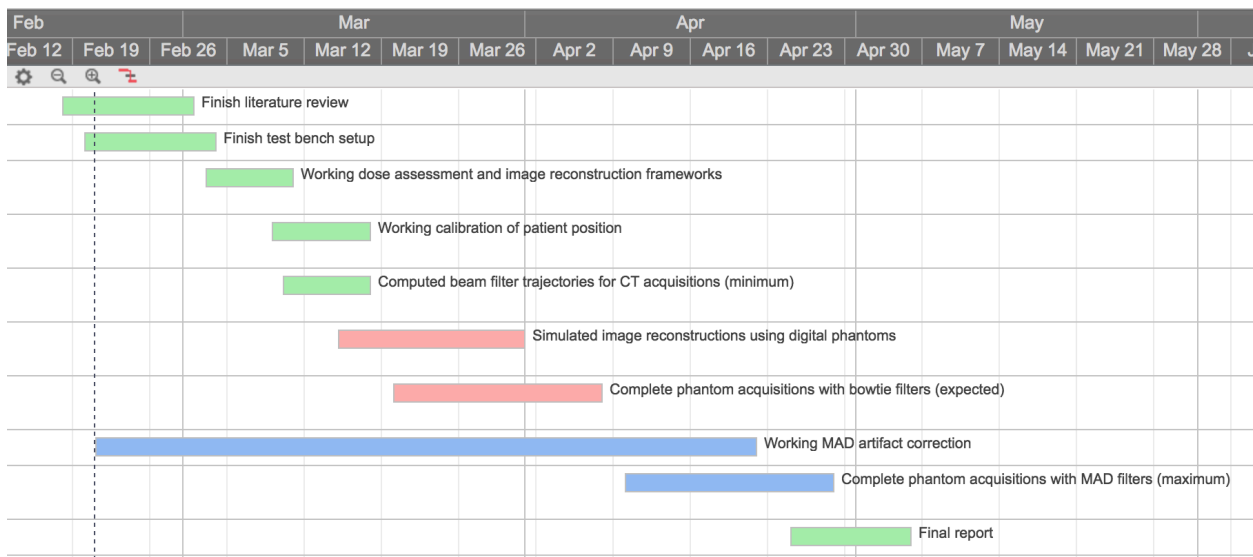 Feb Mar Apr May
Feb 12 Feb 19 Feb 26 Mar 5 Mar 12 Mar 19 Mar 26 Apr 2 Apr 9 Apr 16 Apr 23 Apr 30 May 7 May 14 May 21 May 28 J
Finish literature review
Finish test bench setup
Working dose assessment and image reconstruction frameworks
Working calibration of patient position
Computed beam filter trajectories for CT acquisitions (minimum)
Simulated image reconstructions using digital phantoms
Complete phantom acquisitions with bowtie filters (expected)
Working MAD artifact correction
Complete phantom acquisitions with MAD filters (maximum)
Final report